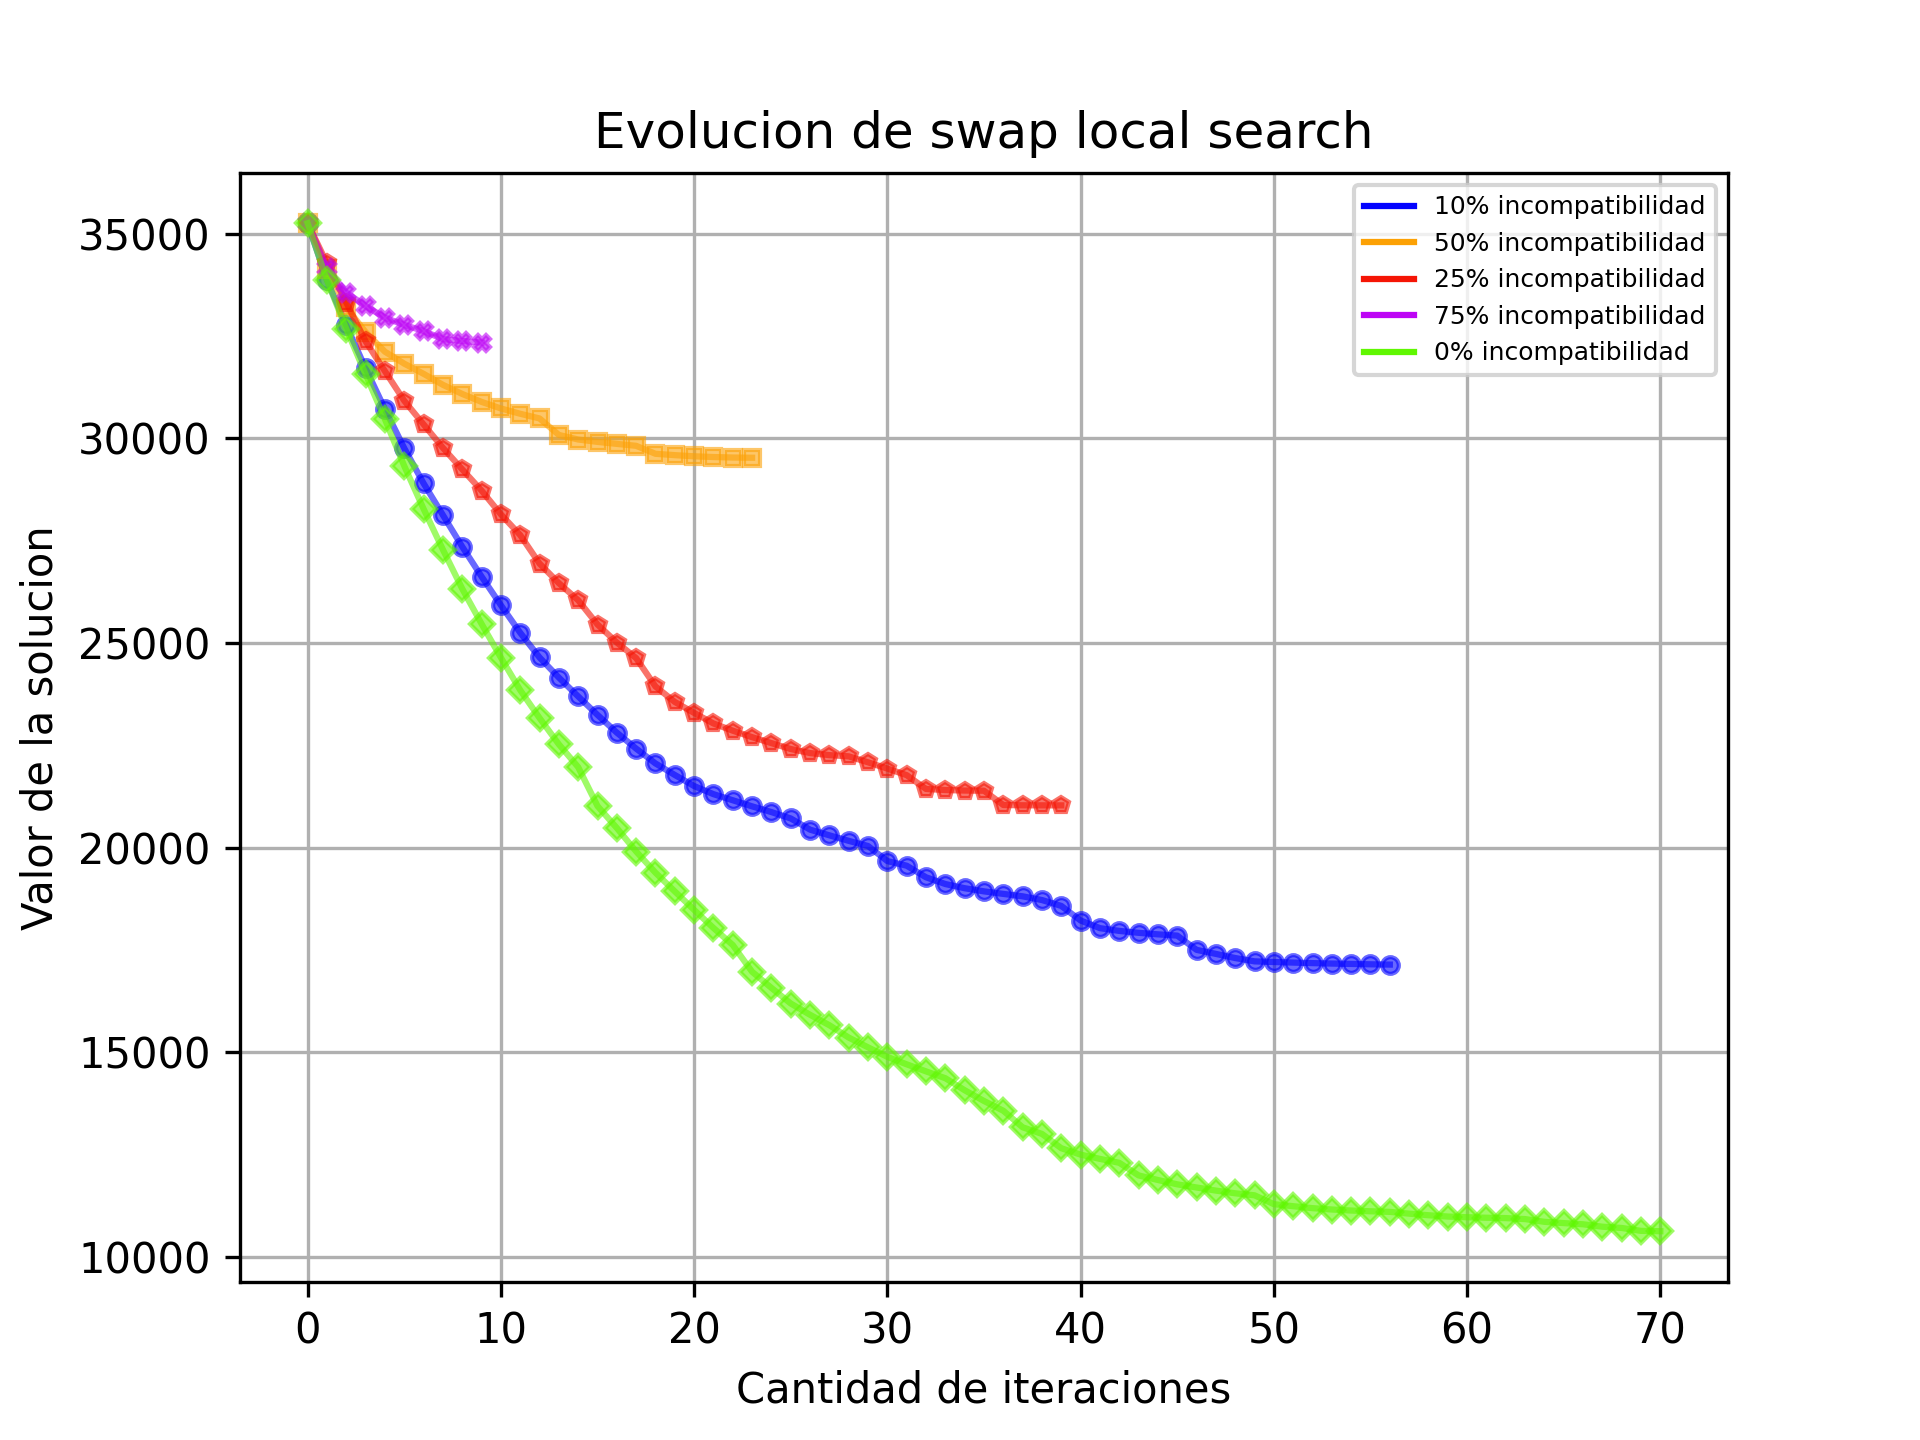 Evolucion de swap local search
10% incompatibilidad
50% incompatibilidad
25% incompatibilidad
75% incompatibilidad
0% incompatibilidad
Valor de la solucion
35000
30000
25000
20000
15000
10000
0 10 20 30 40 50 60 70
Cantidad de iteraciones